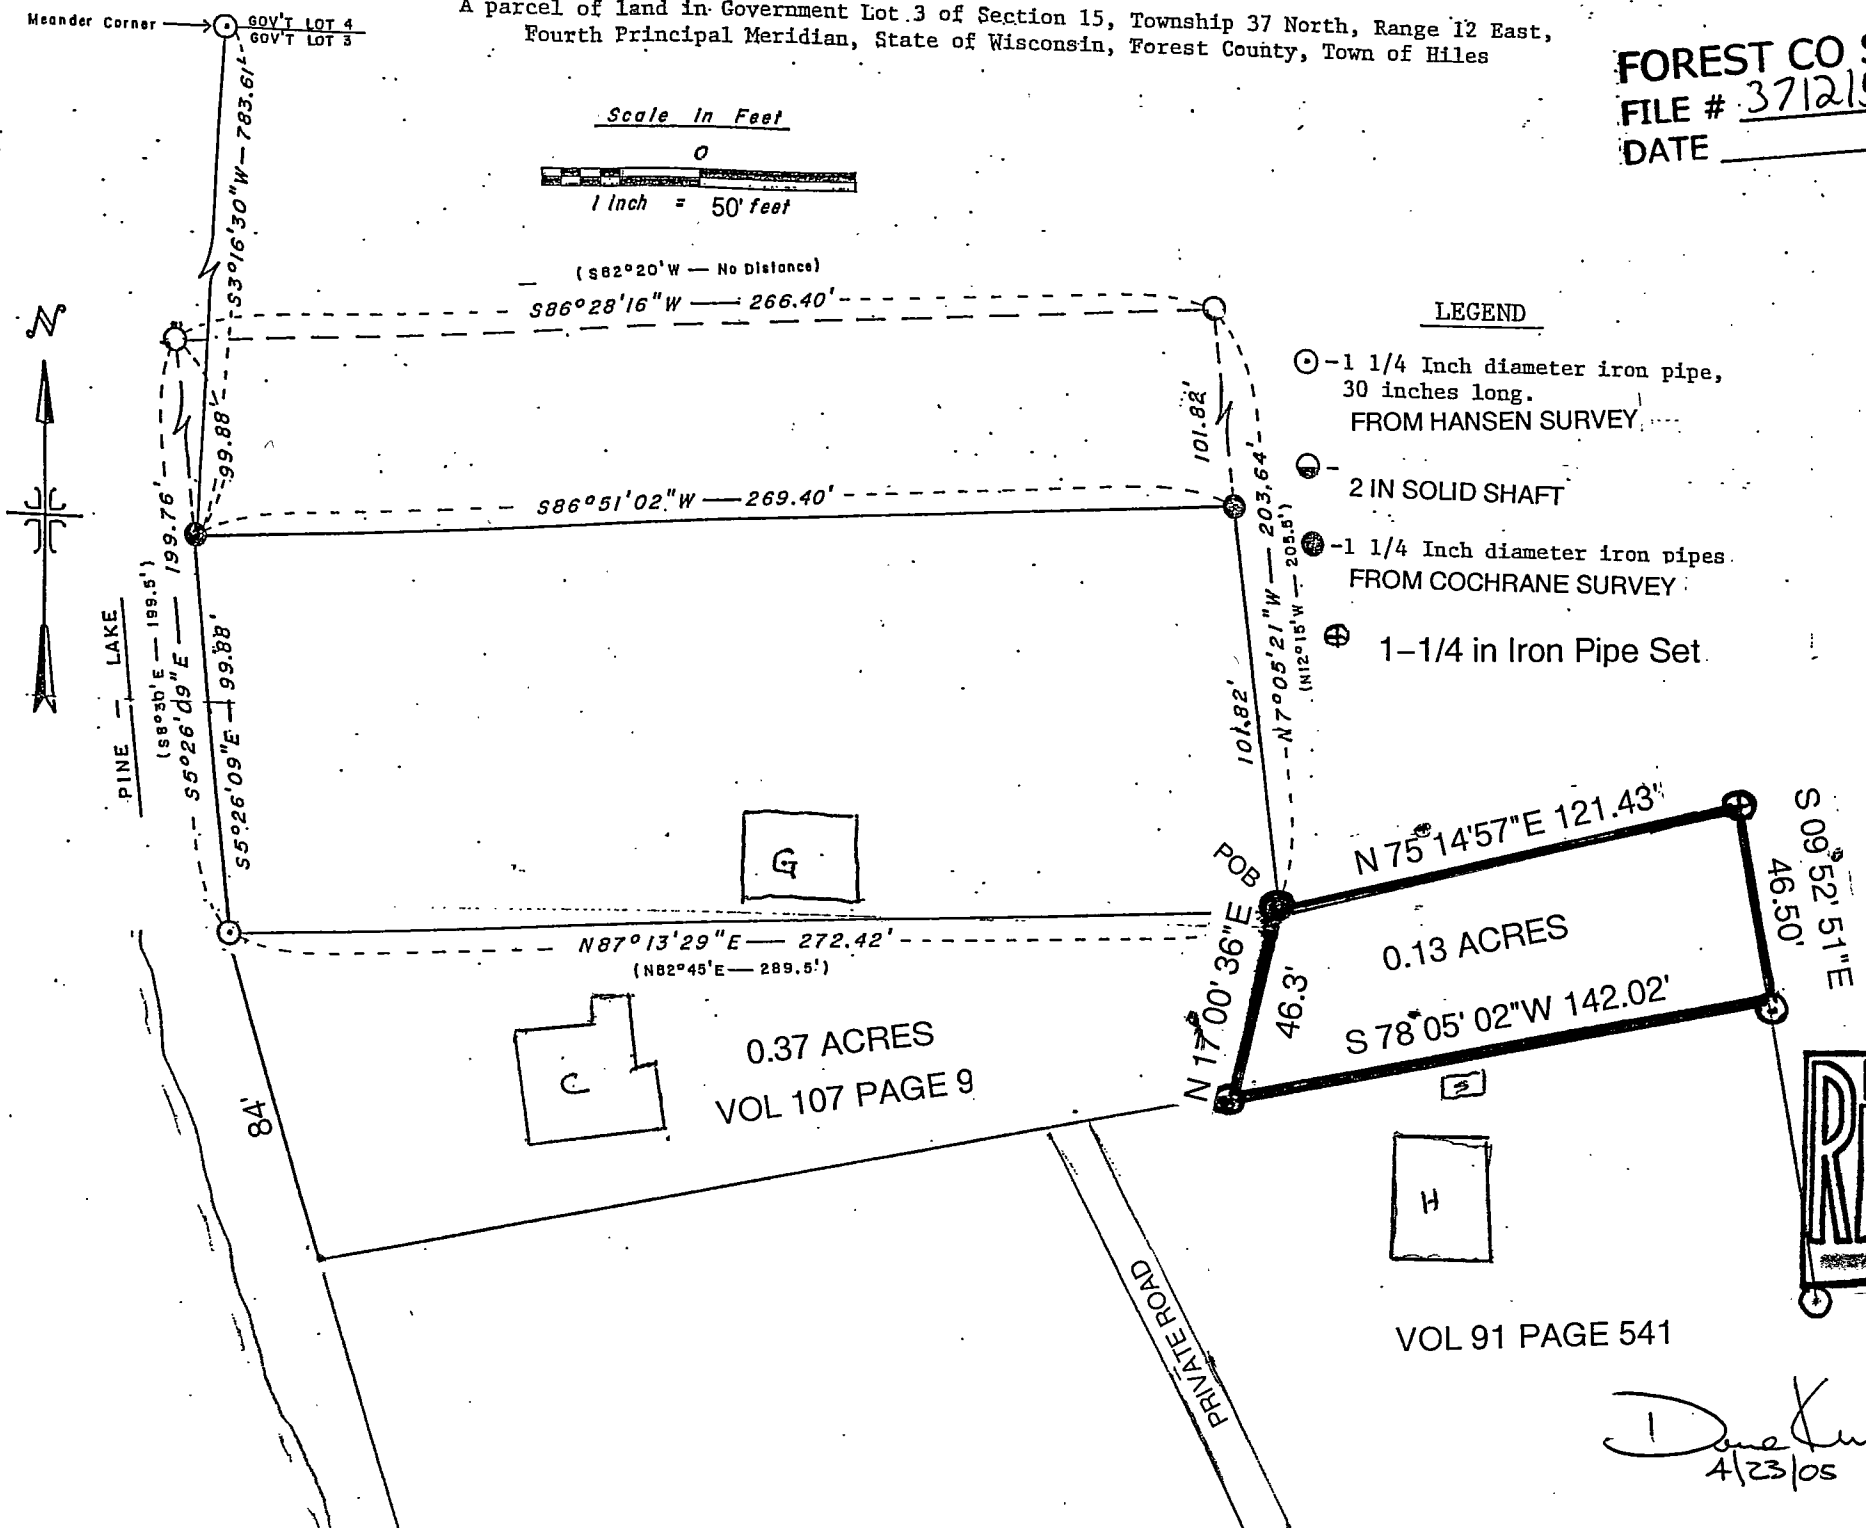 Meander Corner
GOV'T LOT 4
GOV'T LOT 3
A parcel of land in Government Lot 3 of Section 15, Township 37 North, Range 12 East,
Fourth Principal Meridian, State of Wisconsin, Forest County, Town of Hiles
FOREST CO S
FILE # 371215
DATE
Scale in Feet
0
1 inch = 50' feet
S3°16'30"W — 783.61'
(S82°20'W — No Distance)
S86°28'16"W — 266.40'
N
99.88'
101.82'
LEGEND
-1 1/4 Inch diameter iron pipe,
30 inches long.
FROM HANSEN SURVEY
-
2 IN SOLID SHAFT
-1 1/4 Inch diameter iron pipes
FROM COCHRANE SURVEY
1-1/4 in Iron Pipe Set
S86°51'02"W — 269.40'
PINE - LAKE
(S8°30'E — 199.5')
S5°26'09"E — 199.76'
S5°26'09"E — 99.88'
101.82'
N7°05'21"W — 203.64'
(N12°15'W — 205.5')
G
POB
N 75°14'57"E 121.43'
S 09°52'51"E
46.50'
N87°13'29"E — 272.42'
(N82°45'E — 289.5')
N 17°00'36"E
46.3'
0.13 ACRES
S 78°05'02"W 142.02'
C
0.37 ACRES
VOL 107 PAGE 9
84'
S
H
R
PRIVATE ROAD
VOL 91 PAGE 541
4/23/05